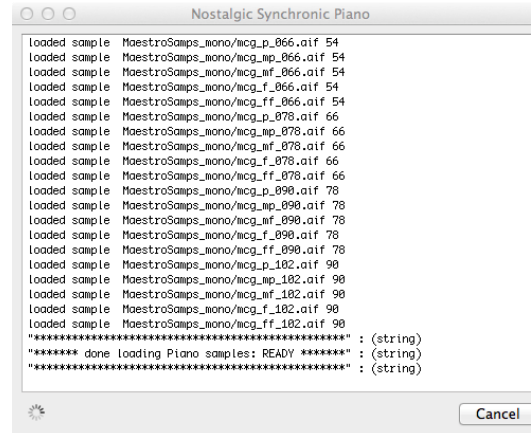 Nostalgic Synchronic Piano
loaded sample  MaestroSamps_mono/mcg_p_066.aif 54
loaded sample  MaestroSamps_mono/mcg_mp_066.aif 54
loaded sample  MaestroSamps_mono/mcg_mf_066.aif 54
loaded sample  MaestroSamps_mono/mcg_f_066.aif 54
loaded sample  MaestroSamps_mono/mcg_ff_066.aif 54
loaded sample  MaestroSamps_mono/mcg_p_078.aif 66
loaded sample  MaestroSamps_mono/mcg_mp_078.aif 66
loaded sample  MaestroSamps_mono/mcg_mf_078.aif 66
loaded sample  MaestroSamps_mono/mcg_f_078.aif 66
loaded sample  MaestroSamps_mono/mcg_ff_078.aif 66
loaded sample  MaestroSamps_mono/mcg_p_090.aif 78
loaded sample  MaestroSamps_mono/mcg_mp_090.aif 78
loaded sample  MaestroSamps_mono/mcg_mf_090.aif 78
loaded sample  MaestroSamps_mono/mcg_f_090.aif 78
loaded sample  MaestroSamps_mono/mcg_ff_090.aif 78
loaded sample  MaestroSamps_mono/mcg_p_102.aif 90
loaded sample  MaestroSamps_mono/mcg_mp_102.aif 90
loaded sample  MaestroSamps_mono/mcg_mf_102.aif 90
loaded sample  MaestroSamps_mono/mcg_f_102.aif 90
loaded sample  MaestroSamps_mono/mcg_ff_102.aif 90
"**************************************************" : (string)
"******* done loading Piano samples: READY *******" : (string)
"**************************************************" : (string)
Cancel